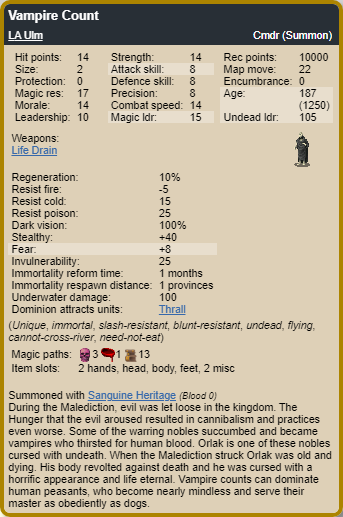 Vampire Count
LA Ulm Cmdr (Summon)
Hit points: 14 Strength: 14 Rec points: 10000
Size: 2 Attack skill: 8 Map move: 22
Protection: 0 Defence skill: 8 Encumbrance: 0
Magic res: 17 Precision: 8 Age: 187
Morale: 14 Combat speed: 14 (1250)
Leadership: 10 Magic ldr: 15 Undead ldr: 105
Weapons:
Life Drain
Regeneration: 10%
Resist fire: -5
Resist cold: 15
Resist poison: 25
Dark vision: 100%
Stealthy: +40
Fear: +8
Invulnerability: 25
Immortality reform time: 1 months
Immortality respawn distance: 1 provinces
Underwater damage: 100
Dominion attracts units: Thrall
(Unique, immortal, slash-resistant, blunt-resistant, undead, flying,
cannot-cross-river, need-not-eat)
Magic paths: 3 1 13
Item slots: 2 hands, head, body, feet, 2 misc
Summoned with Sanguine Heritage (Blood 0)
During the Malediction, evil was let loose in the kingdom. The
Hunger that the evil aroused resulted in cannibalism and practices
even worse. Some of the warring nobles succumbed and became
vampires who thirsted for human blood. Orlak is one of these nobles
cursed with undeath. When the Malediction struck Orlak was old and
dying. His body revolted against death and he was cursed with a
horrific appearance and life eternal. Vampire counts can dominate
human peasants, who become nearly mindless and serve their
master as obediently as dogs.